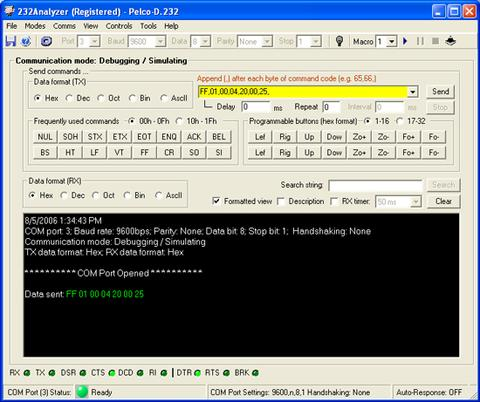 232Analyzer (Registered) - Pelco-D.232
File Modes Comms View Controls Tools Window Help
Port 3 Baud 9600 Data 8 Parity None Stop 1 Macro 1
Communication mode: Debugging / Simulating
Send commands ...
Data format (TX)
Hex Dec Oct Bin AscII
Append (,) after each byte of command code (e.g. 65,66,)
FF,01,00,04,20,00,25, Send
Delay 0 ms Repeat 0 Interval 0 ms Stop
Frequently used commands 00h - 0Fh 10h - 1Fh
NUL SOH STX ETX EOT ENQ ACK BEL
BS HT LF VT FF CR SO SI
Programmable buttons (hex format) 1-16 17-32
Lef Rig Up Dow Zo+ Zo- Fo+ Fo-
Lef Rig Up Dow Zo+ Zo- Fo+ Fo-
Data format (RX)
Hex Dec Oct Bin AscII
Search string: Search
Formatted view Description RX timer: 50 ms Clear
8/5/2006 1:34:43 PM
COM port: 3; Baud rate: 9600bps; Parity: None; Data bit: 8; Stop bit: 1; Handshaking: None
Communication mode: Debugging / Simulating
TX data format: Hex; RX data format: Hex
* * * * * * * * * * COM Port Opened * * * * * * * * * *
Data sent: FF 01 00 04 20 00 25
RX TX DSR CTS DCD RI DTR RTS BRK
COM Port (3) Status: Ready COM Port Settings: 9600,n,8,1 Handshaking: None Auto-Response: OFF